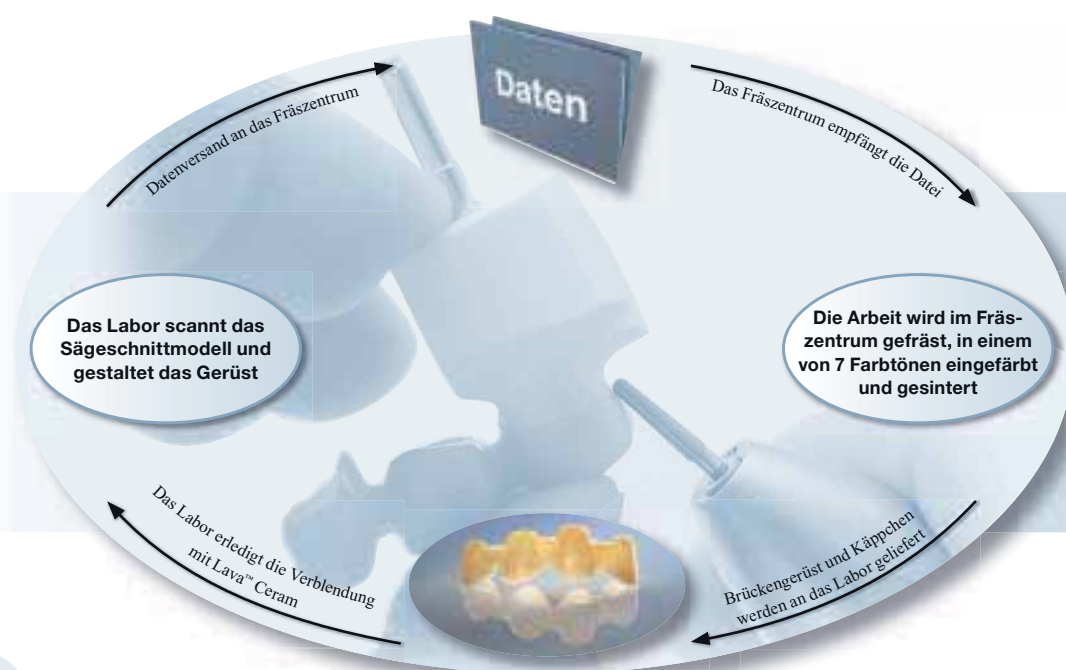 Daten
Datenversand an das Fräszentrum
Das Fräszentrum empfängt die Datei
Das Labor scannt das
Sägeschnittmodell und
gestaltet das Gerüst
Die Arbeit wird im Fräs-
zentrum gefräst, in einem
von 7 Farbtönen eingefärbt
und gesintert
Das Labor erledigt die Verblendung
mit Lava™ Ceram
Brückengerüst und Käppchen
werden an das Labor geliefert